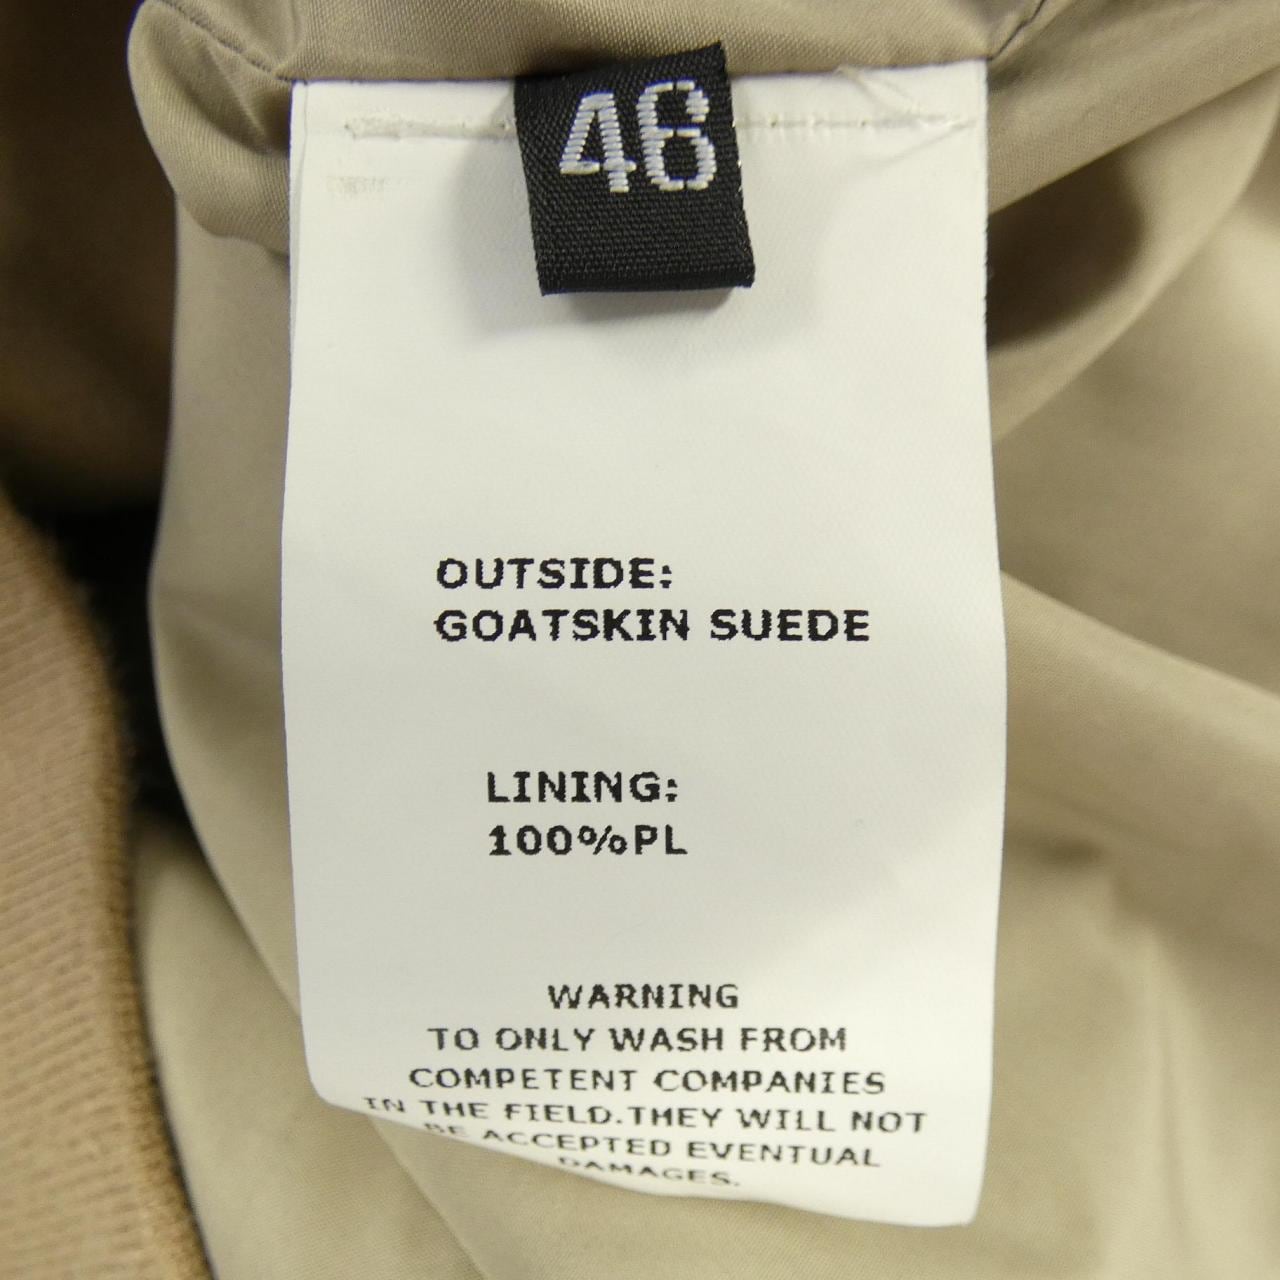 46
OUTSIDE:
GOATSKIN SUEDE
LINING:
100%PL
WARNING
TO ONLY WASH FROM
COMPETENT COMPANIES
IN THE FIELD.THEY WILL NOT
BE ACCEPTED EVENTUAL
DAMAGES.